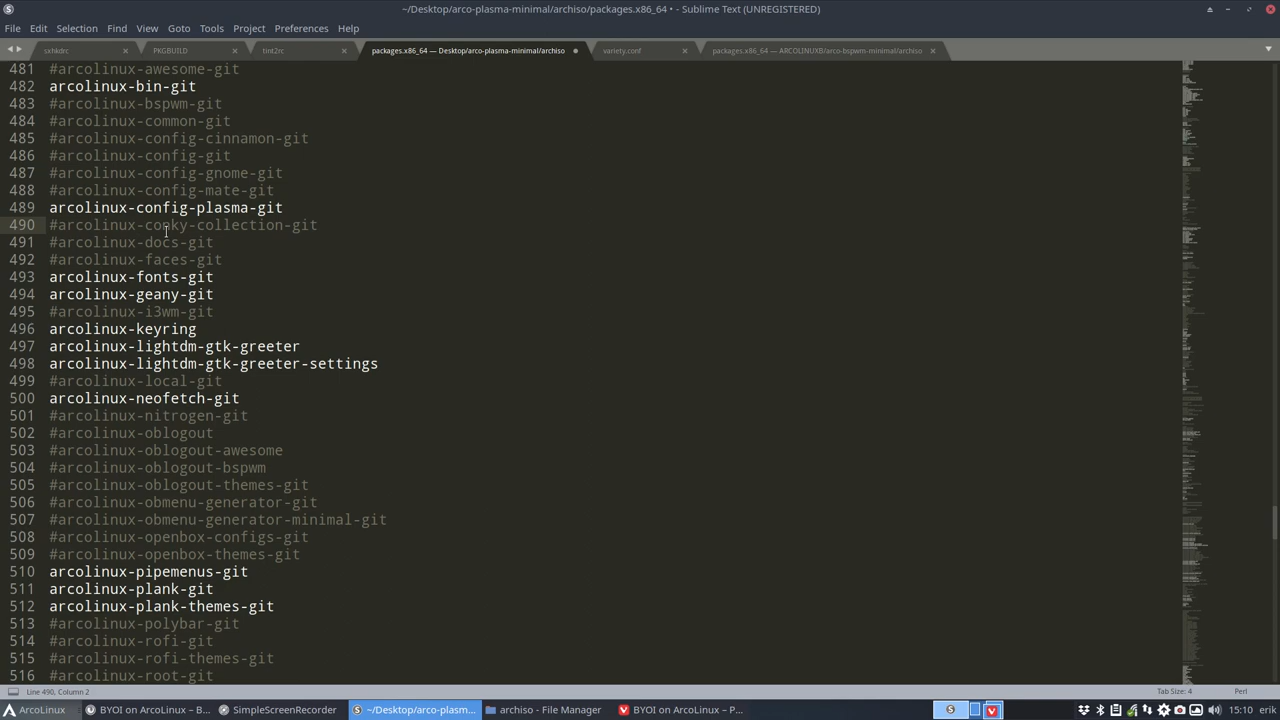 ~/Desktop/arco-plasma-minimal/archiso/packages.x86_64 • - Sublime Text (UNREGISTERED)
File Edit Selection Find View Goto Tools Project Preferences Help
sxhkdrc PKGBUILD tint2rc packages.x86_64 — Desktop/arco-plasma-minimal/archiso variety.conf packages.x86_64 — ARCOLINUXB/arco-bspwm-minimal/archiso
481 #arcolinux-awesome-git
482 arcolinux-bin-git
483 #arcolinux-bspwm-git
484 #arcolinux-common-git
485 #arcolinux-config-cinnamon-git
486 #arcolinux-config-git
487 #arcolinux-config-gnome-git
488 #arcolinux-config-mate-git
489 arcolinux-config-plasma-git
490 #arcolinux-conky-collection-git
491 #arcolinux-docs-git
492 #arcolinux-faces-git
493 arcolinux-fonts-git
494 arcolinux-geany-git
495 #arcolinux-i3wm-git
496 arcolinux-keyring
497 arcolinux-lightdm-gtk-greeter
498 arcolinux-lightdm-gtk-greeter-settings
499 #arcolinux-local-git
500 arcolinux-neofetch-git
501 #arcolinux-nitrogen-git
502 #arcolinux-oblogout
503 #arcolinux-oblogout-awesome
504 #arcolinux-oblogout-bspwm
505 #arcolinux-oblogout-themes-git
506 #arcolinux-obmenu-generator-git
507 #arcolinux-obmenu-generator-minimal-git
508 #arcolinux-openbox-configs-git
509 #arcolinux-openbox-themes-git
510 arcolinux-pipemenus-git
511 arcolinux-plank-git
512 arcolinux-plank-themes-git
513 #arcolinux-polybar-git
514 #arcolinux-rofi-git
515 #arcolinux-rofi-themes-git
516 #arcolinux-root-git
Line 490, Column 2 Tab Size: 4 Perl
ArcoLinux BYOI on ArcoLinux – B... SimpleScreenRecorder ~/Desktop/arco-plasm... archiso - File Manager BYOI on ArcoLinux – P... 15:10 erik